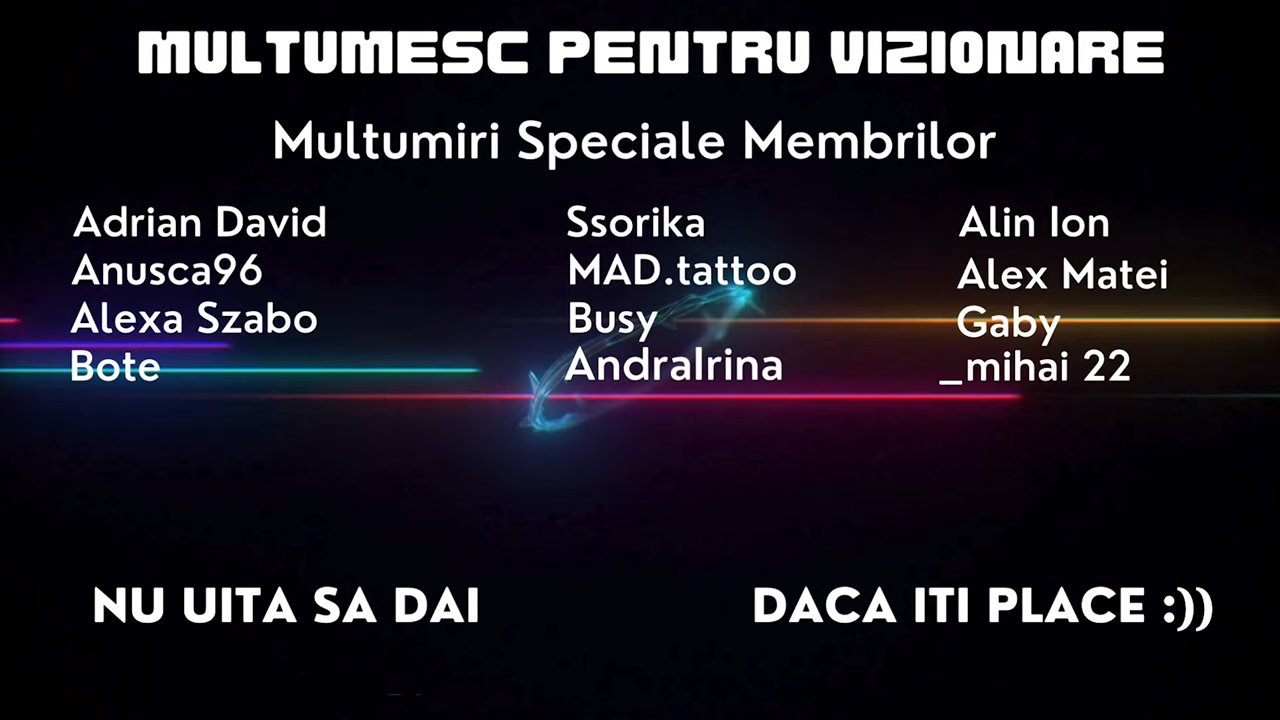 MULTUMESC PENTRU VIZIONARE
Multumiri Speciale Membrilor
Adrian David
Anusca96
Alexa Szabo
Bote
Ssorika
MAD.tattoo
Busy
AndraIrina
Alin Ion
Alex Matei
Gaby
_mihai 22
NU UITA SA DAI
DACA ITI PLACE :))